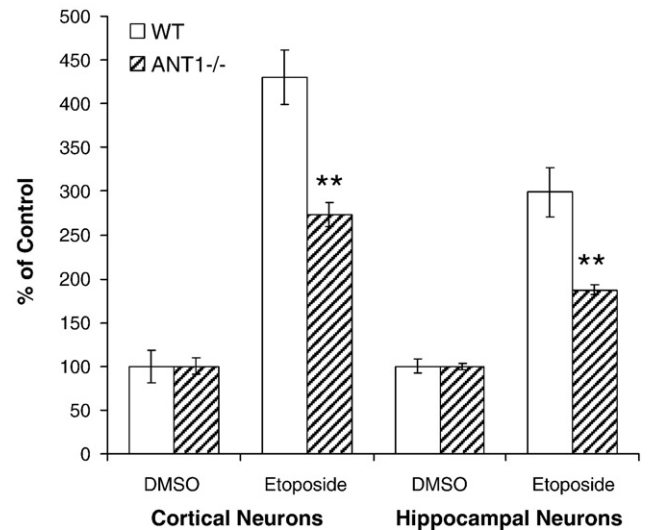 500
450
400
350
300
250
200
150
100
50
0
% of Control
WT
ANT1-/-
**
**
DMSO Etoposide DMSO Etoposide
Cortical Neurons Hippocampal Neurons